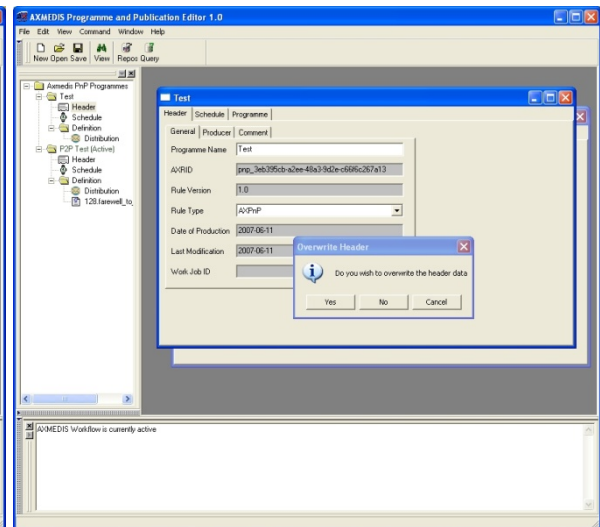 AXMEDIS Programme and Publication Editor 1.0
File Edit View Command Window Help
New Open Save View Repos Query
Axmedis PnP Programmes
Test
Header
Schedule
Definition
Distribution
P2P Test (Active)
Header
Schedule
Definition
Distribution
128.farewell_to_
Test
Header Schedule Programme
General Producer Comment
Programme Name Test
AXRID pnp_3eb395cb-a2ee-48a3-9d2e-c66f6c267a13
Rule Version 1.0
Rule Type AXPnP
Date of Production 2007-06-11
Last Modification 2007-06-11
Work Job ID
Overwrite Header
Do you wish to overwrite the header data
Yes No Cancel
AXMEDIS Workflow is currently active